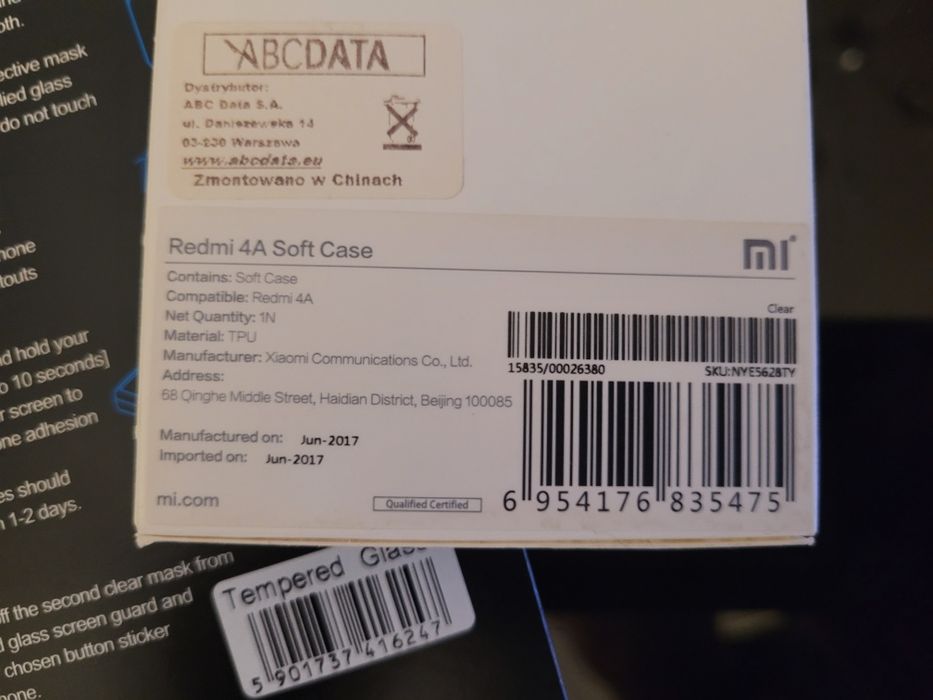 oth.
ective mask
lied glass
do not touch
hone
touts
d hold your
o 10 seconds]
r screen to
one adhesion
es should
n 1-2 days.
off the second clear mask from
d glass screen guard and
chosen button sticker
hone.
ABCDATA
Dystrybutor:
ABC Data S.A.
ul. Daniszewska 14
03-230 Warszawa
www.abcdata.eu
Zmontowano w Chinach
Redmi 4A Soft Case
mi
Contains: Soft Case
Compatible: Redmi 4A
Net Quantity: 1N
Material: TPU
Manufacturer: Xiaomi Communications Co., Ltd.
Address:
68 Qinghe Middle Street, Haidian District, Beijing 100085
Manufactured on: Jun-2017
Imported on: Jun-2017
mi.com
Qualified Certified
Clear
15835/00026380 SKU:NYE5628TY
6 954176 835475
Tempered Glass
5 901737 416247